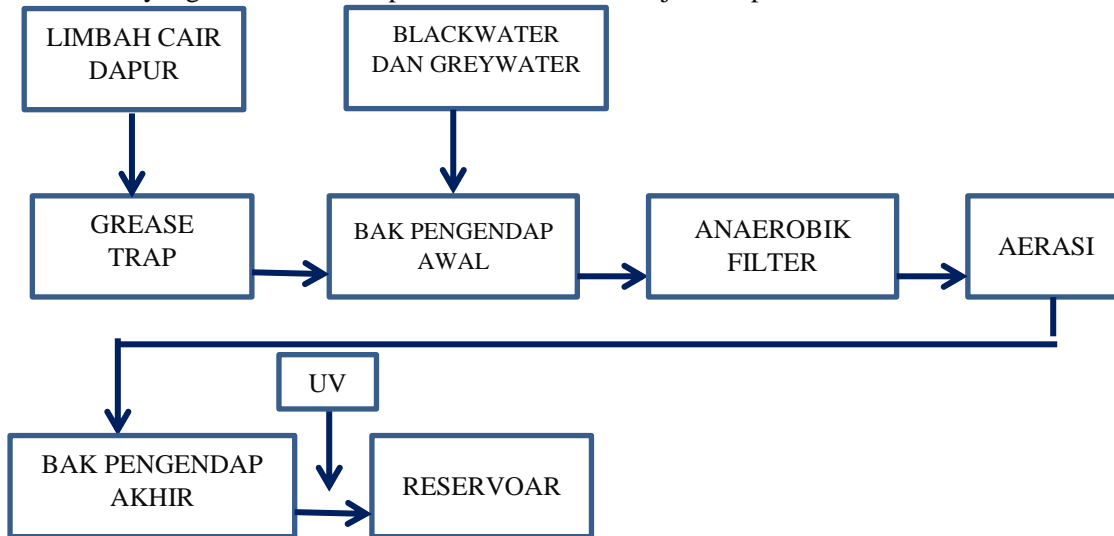 LIMBAH CAIR
DAPUR
BLACKWATER
DAN GREYWATER
GREASE
TRAP
BAK PENGENDAP
AWAL
ANAEROBIK
FILTER
AERASI
UV
BAK PENGENDAP
AKHIR
RESERVOAR